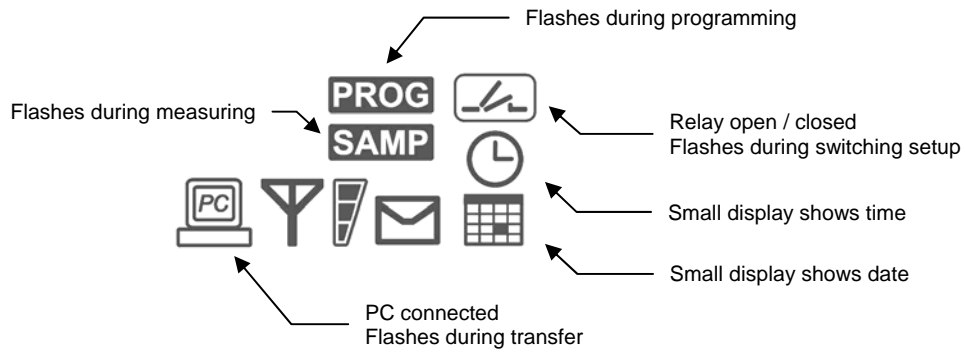 Flashes during programming
PROG
Flashes during measuring
SAMP
Relay open / closed
Flashes during switching setup
PC
Small display shows time
Small display shows date
PC connected
Flashes during transfer